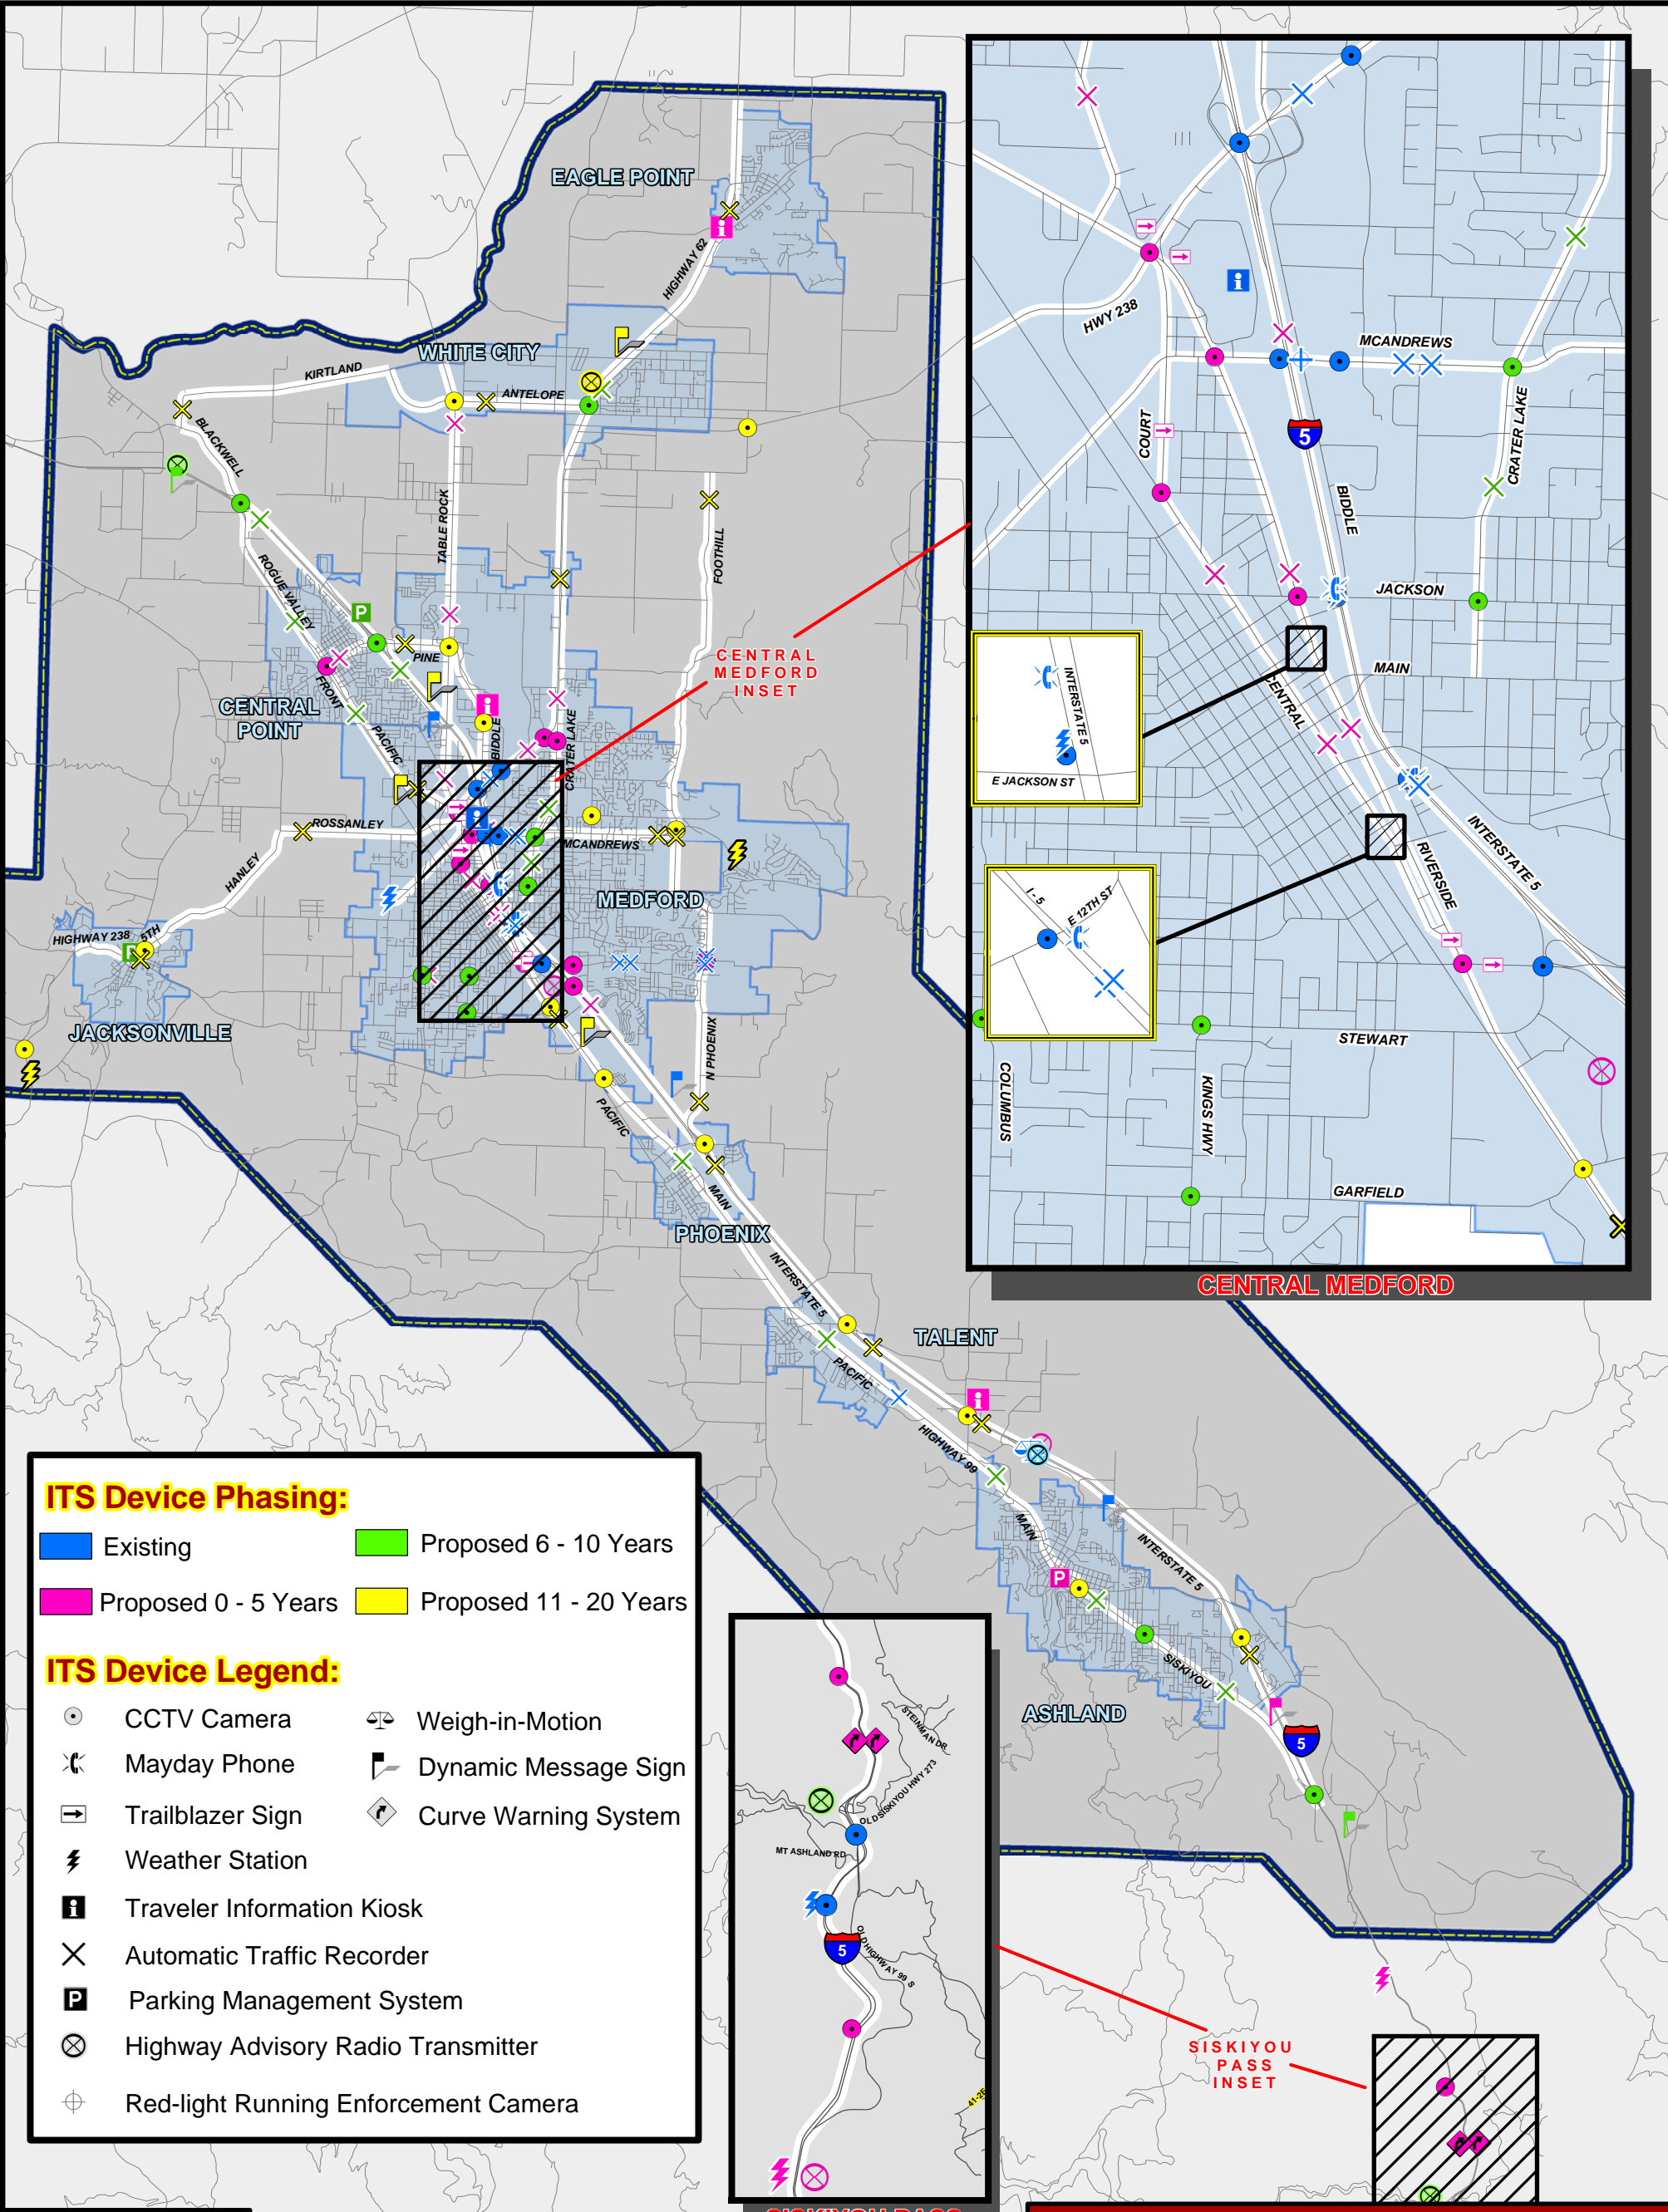 EAGLE POINT
HIGHWAY 62
WHITE CITY
KIRTLAND
ANTELOPE
BLACKWELL
TABLE ROCK
FOOTHILL
ROGUE VALLEY
P
PINE
FRONT
CENTRAL
POINT
PACIFIC
BIDDLE
CRATER LAKE
CENTRAL
MEDFORD
INSET
ROSSANLEY
MCANDREWS
HANLEY
MEDFORD
HIGHWAY 238
5TH
P
JACKSONVILLE
N PHOENIX
PACIFIC
MAIN
PHOENIX
INTERSTATE 5
TALENT
PACIFIC
HIGHWAY 99
MAIN
INTERSTATE 5
P
SISKIYOU
ASHLAND
5
HWY 238
MCANDREWS
COURT
5
CRATER LAKE
BIDDLE
JACKSON
MAIN
CENTRAL
INTERSTATE 5
E JACKSON ST
I - 5
E 12TH ST
RIVERSIDE
INTERSTATE 5
STEWART
COLUMBUS
KINGS HWY
GARFIELD
CENTRAL MEDFORD
ITS Device Phasing:
Existing
Proposed 6 - 10 Years
Proposed 0 - 5 Years
Proposed 11 - 20 Years
ITS Device Legend:
CCTV Camera
Weigh-in-Motion
Mayday Phone
Dynamic Message Sign
Trailblazer Sign
Curve Warning System
Weather Station
Traveler Information Kiosk
Automatic Traffic Recorder
P
Parking Management System
Highway Advisory Radio Transmitter
Red-light Running Enforcement Camera
STEINMAN DR
OLD SISKIYOU HWY 273
MT ASHLAND RD
5
OLD HIGHWAY 99 S
SISKIYOU
PASS
INSET
SISKIYOU PASS